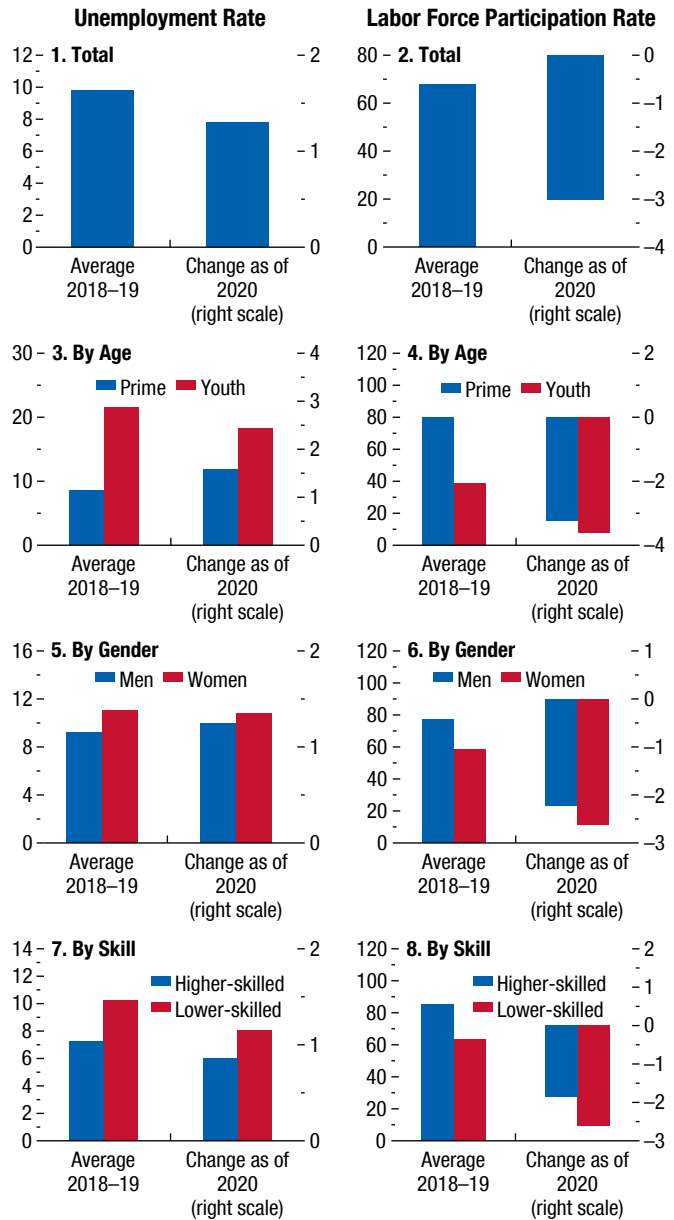 Unemployment Rate
Labor Force Participation Rate
1. Total
12
10
8
6
4
2
0
2
1
0
Average
2018–19
Change as of
2020
(right scale)
2. Total
80
60
40
20
0
0
–1
–2
–3
–4
Average
2018–19
Change as of
2020
(right scale)
3. By Age
Prime Youth
30
20
10
0
4
3
2
1
0
Average
2018–19
Change as of
2020
(right scale)
4. By Age
Prime Youth
120
100
80
60
40
20
0
2
0
–2
–4
Average
2018–19
Change as of
2020
(right scale)
5. By Gender
Men Women
16
12
8
4
0
2
1
0
Average
2018–19
Change as of
2020
(right scale)
6. By Gender
Men Women
120
100
80
60
40
20
0
1
0
–1
–2
–3
Average
2018–19
Change as of
2020
(right scale)
7. By Skill
Higher-skilled
Lower-skilled
14
12
10
8
6
4
2
0
2
1
0
Average
2018–19
Change as of
2020
(right scale)
8. By Skill
Higher-skilled
Lower-skilled
120
100
80
60
40
20
0
2
1
0
–1
–2
–3
Average
2018–19
Change as of
2020
(right scale)